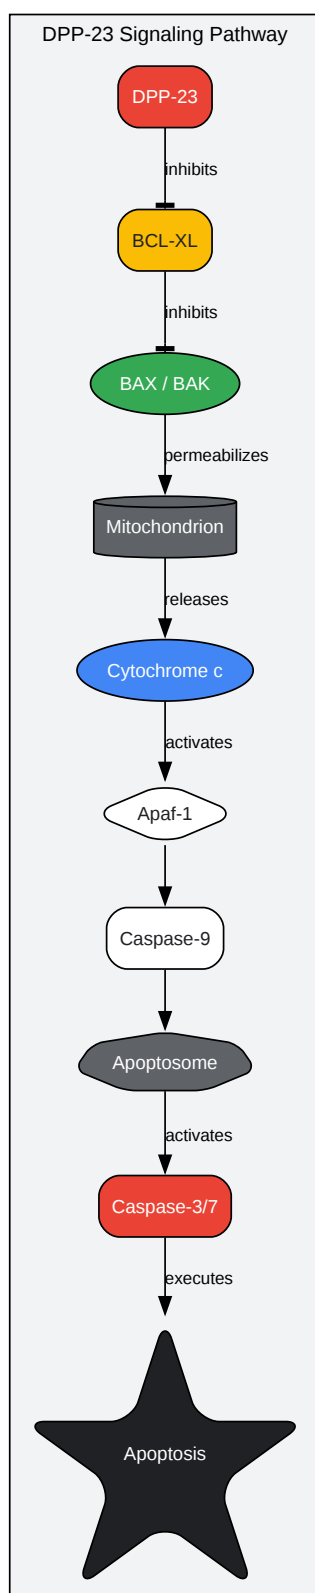 DPP-23 Signaling Pathway
DPP-23
inhibits
BCL-XL
inhibits
BAX / BAK
permeabilizes
Mitochondrion
releases
Cytochrome c
activates
Apaf-1
Caspase-9
Apoptosome
activates
Caspase-3/7
executes
Apoptosis